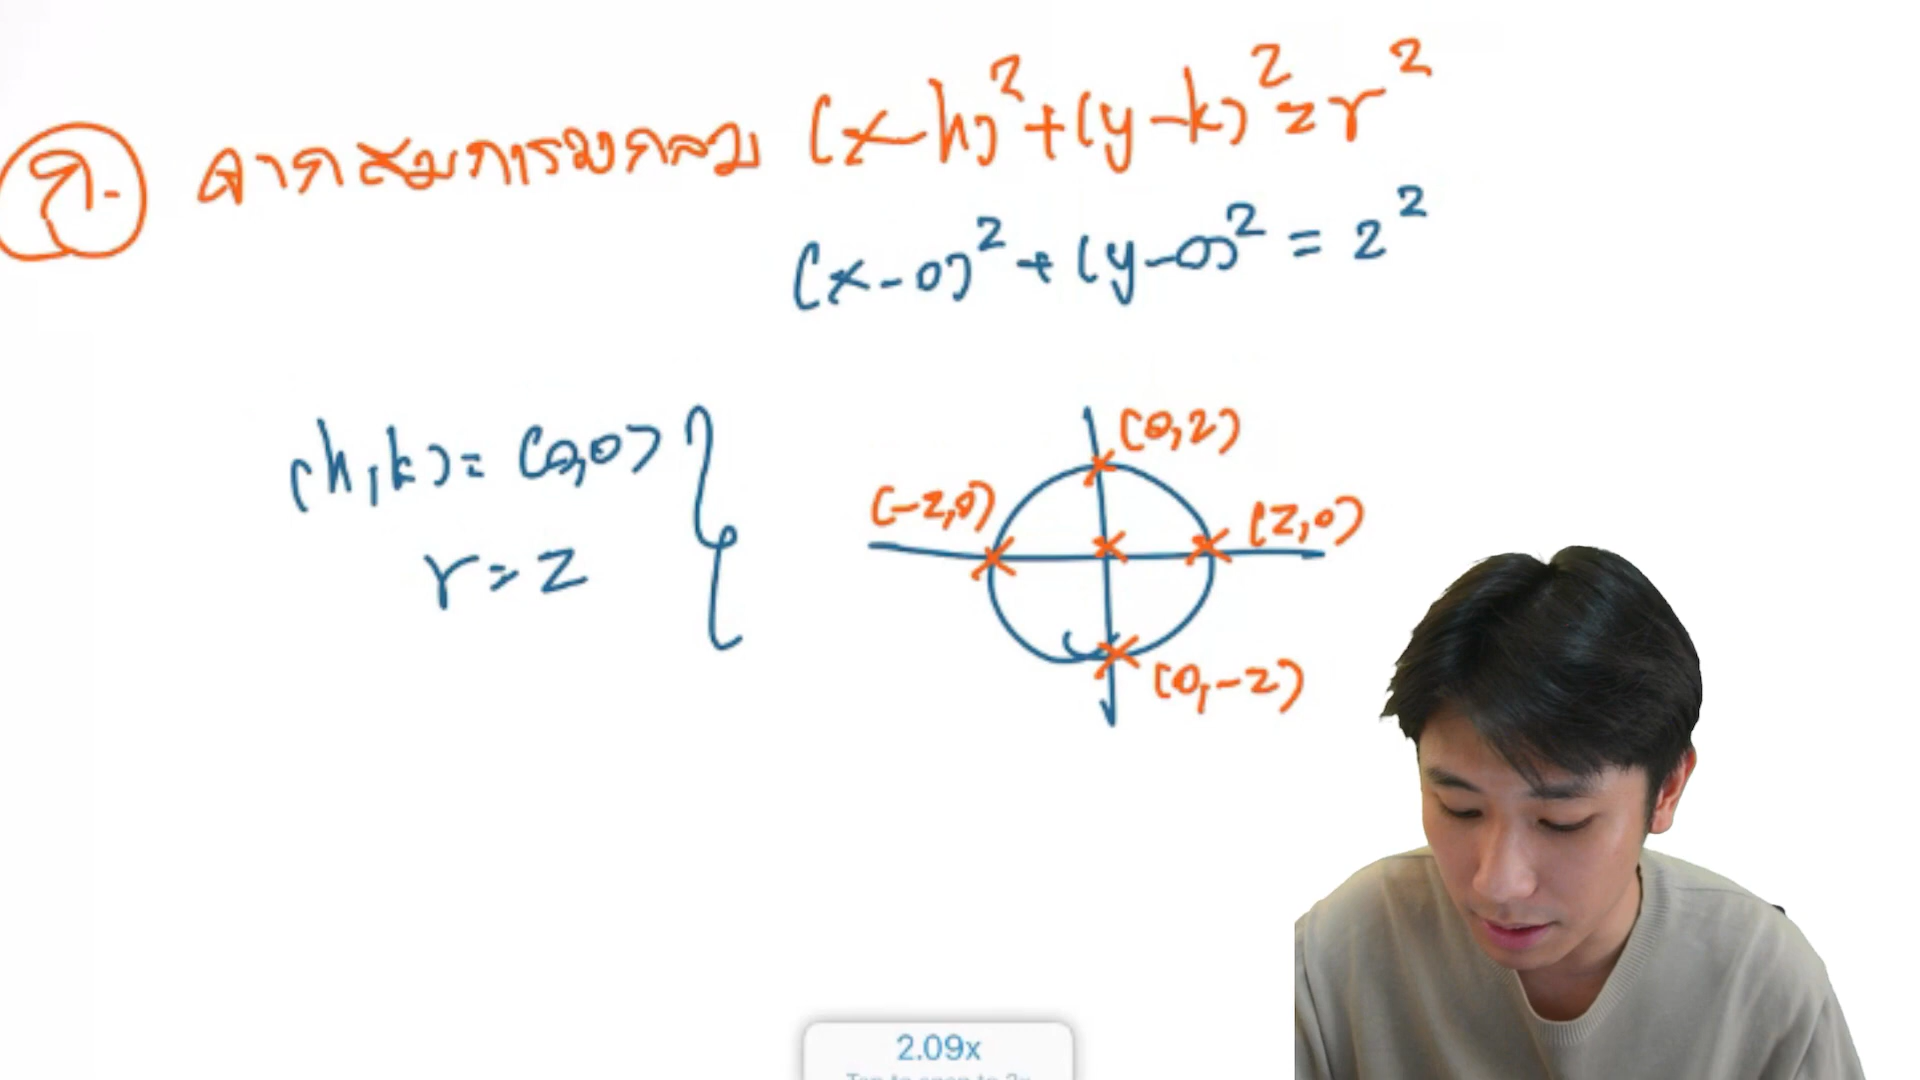 ก. จากสมการวงกลม (x-h)²+(y-k)²=r²
(x-0)²+(y-0)²=2²
(h,k)=(0,0)
r=2
(0,2)
(-2,0)
(2,0)
(0,-2)
2.09x